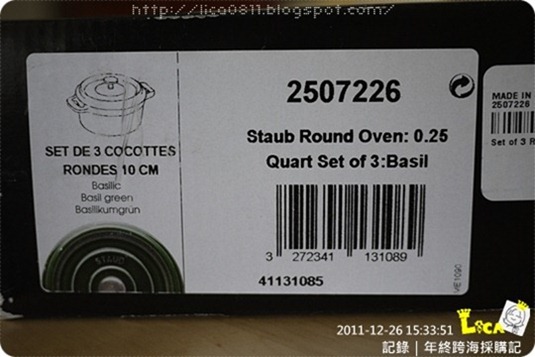 http://lica0811.blogspot.com/
2507226
Staub Round Oven: 0.25
Quart Set of 3:Basil
SET DE 3 COCOTTES
RONDES 10 CM
Basilic
Basil green
Basilikumgrün
STAUB
3 272341 131089
41131085
ME1090
MADE IN
2507226
Set of 3 R
2011-12-26 15:33:51
LiCA
記錄｜年終跨海採購記